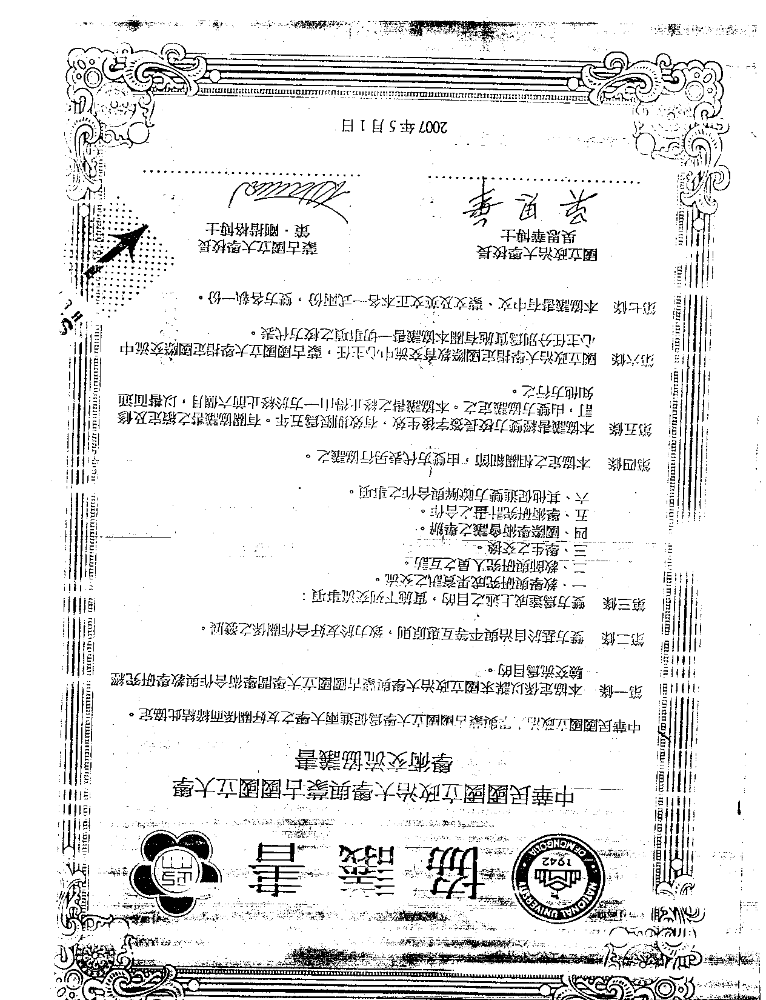 NATIONAL UNIVERSITY OF MONGOLIA
1942
協議書
中華民國國立政治大學與蒙古國國立大學
學術交流協議書
中華民國國立政治 學與蒙古國國立大學為促進兩大學之友好關係而締結此協定。
第一條 本協定係以謀求國立政治大學與蒙古國國立大學間學術合作與教學研究經
驗交流為目的。
第二條 雙方基於自治與平等互惠原則,致力於友好合作關係之發展。
第三條 雙方為達成上述之目的,實施下列交流事項:
一、教學與研究成果資訊之交流。
二、教師與研究人員之互訪。
三、學生之交換。
四、國際學術會議之舉辦。
五、學術研究計畫之合作。
六、其他促進雙方瞭解與合作之事項。
第四條 本協定之相關細節,由雙方代表另行協議之。
第五條 本協議書經雙方校長簽字後生效,有效期限為五年。有關協議書之續定及修
訂,由雙方協議定之。本協議書之終止得由一方於終止前六個月,以書面通
知他方行之。
第六條 國立政治大學指定國際教育交流中心主任,蒙古國國立大學指定國際交流中
心主任分別為實施有關本協議書一切事項之校方代表。
第七條 本協議書有中文、蒙文及英文正本各一式兩份,雙方各執一份。
國立政治大學校長
吳思華博士
蒙古國立大學校長
策·剛措格博士
吳思華
2007 年 5 月 1 日